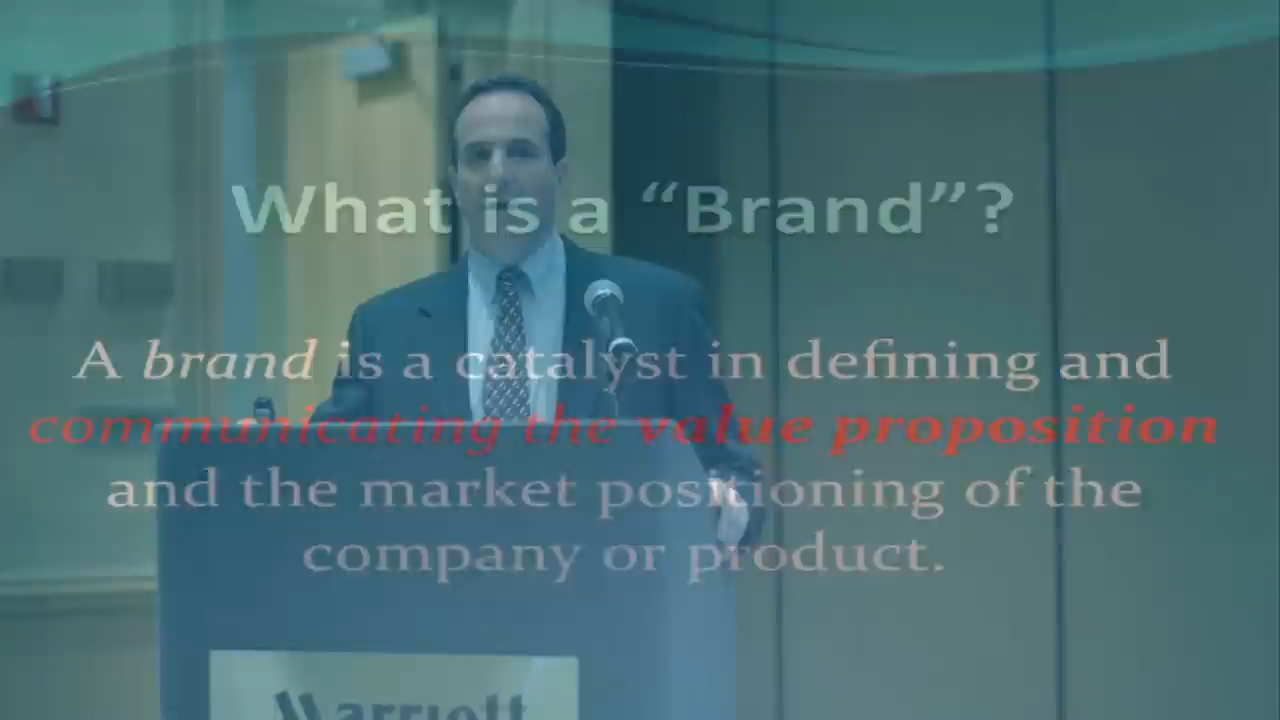 What is a “Brand”?
A brand is a catalyst in defining and
communicating the value proposition
and the market positioning of the
company or product.
Marriott